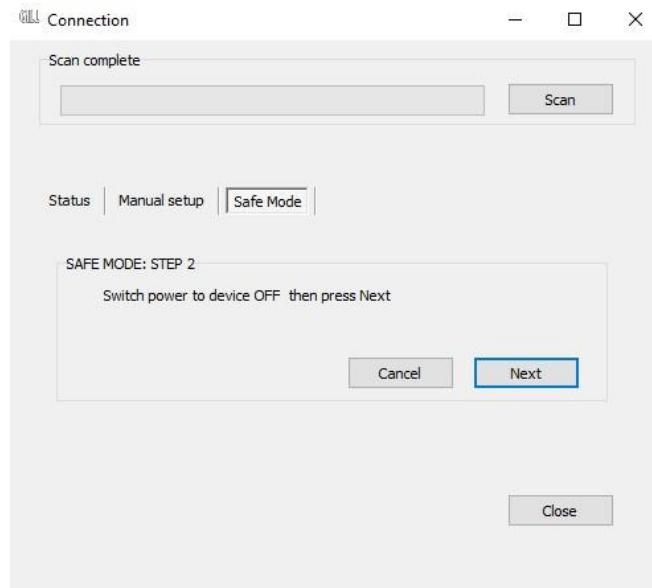 GILL Connection
Scan complete
Scan
Status Manual setup Safe Mode
SAFE MODE: STEP 2
Switch power to device OFF then press Next
Cancel Next
Close